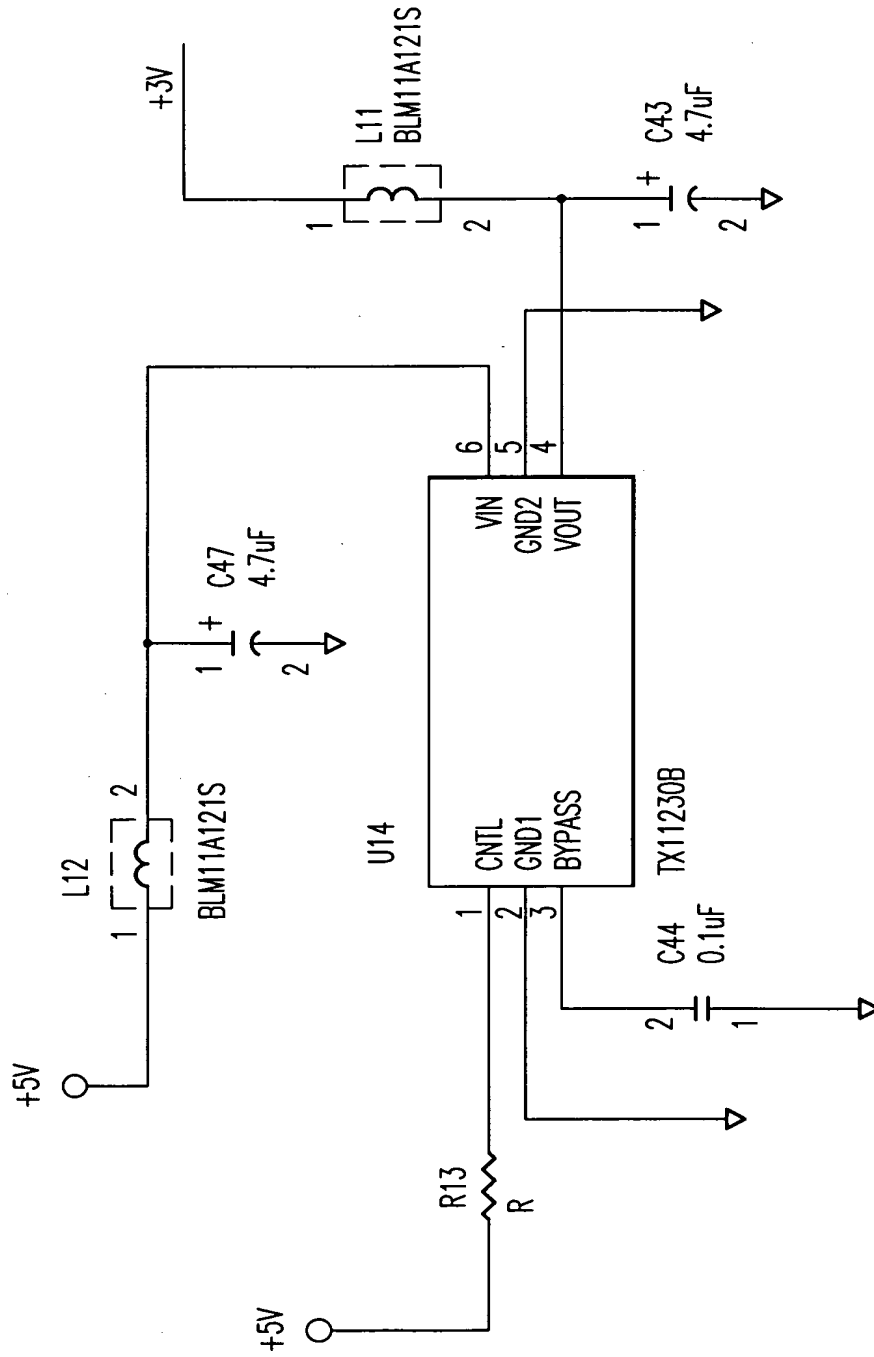 +5V
L12
1
2
BLM11A121S
1
+
C47
4.7uF
2
+3V
1
L11
BLM11A121S
2
1
+
C43
4.7uF
2
+5V
R13
R
U14
1
CNTL
2
GND1
3
BYPASS
VIN
6
GND2
5
VOUT
4
TX11230B
2
C44
0.1uF
1